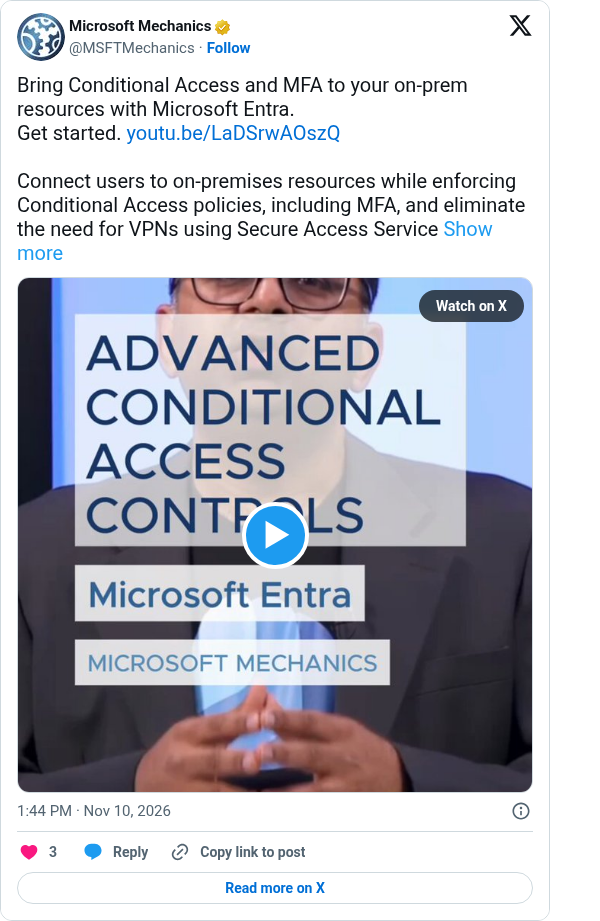 Microsoft Mechanics
@MSFTMechanics · Follow
Bring Conditional Access and MFA to your on-prem
resources with Microsoft Entra.
Get started. youtu.be/LaDSrwAOszQ
Connect users to on-premises resources while enforcing
Conditional Access policies, including MFA, and eliminate
the need for VPNs using Secure Access Service Show
more
Watch on X
ADVANCED
CONDITIONAL
ACCESS
CONTROLS
Microsoft Entra
MICROSOFT MECHANICS
1:44 PM · Nov 10, 2026
3 Reply Copy link to post
Read more on X